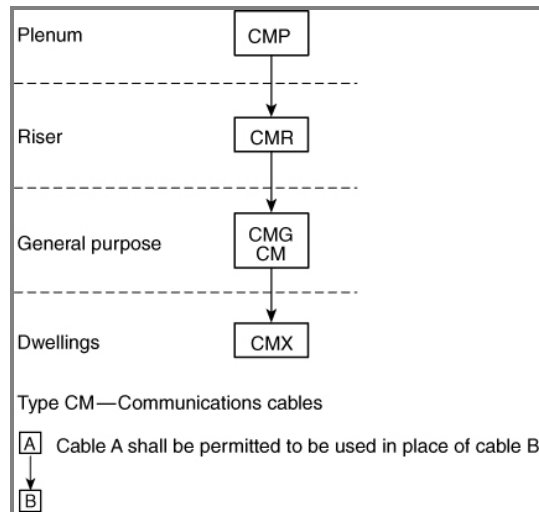 Plenum CMP
Riser CMR
General purpose CMG
CM
Dwellings CMX
Type CM—Communications cables
A Cable A shall be permitted to be used in place of cable B
B